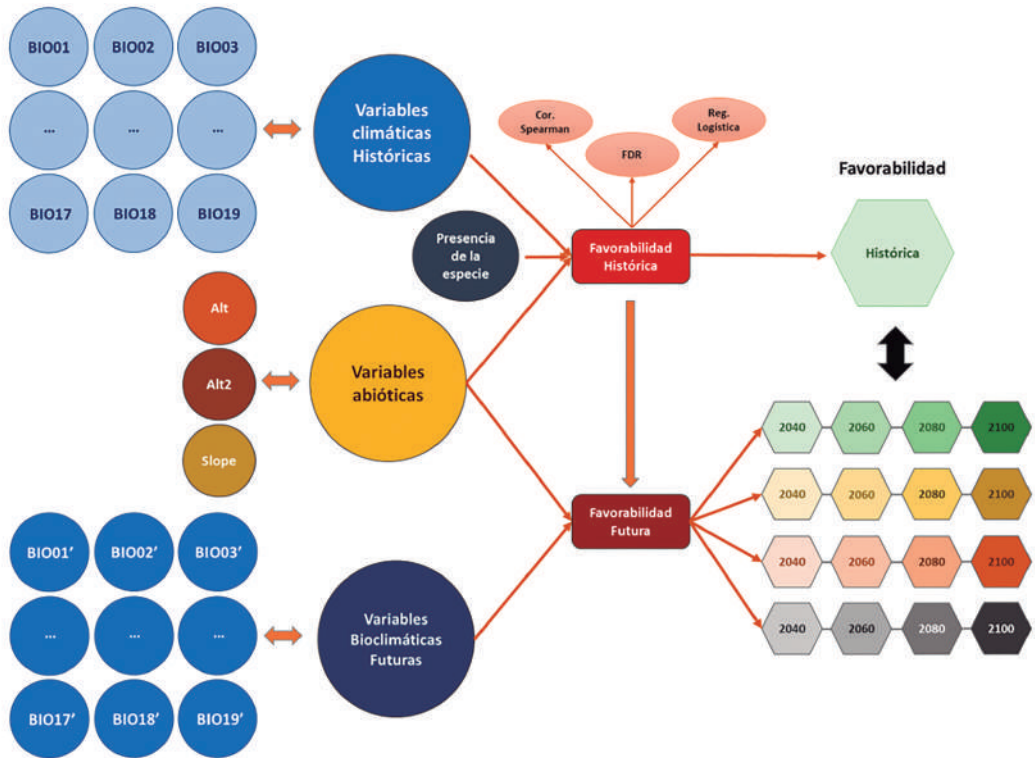 BIO01 BIO02 BIO03
... ... ...
BIO17 BIO18 BIO19
Variables
climáticas
Históricas
Cor.
Spearman
FDR
Reg.
Logística
Favorabilidad
Presencia
de la
especie
Favorabilidad
Histórica
Histórica
Alt
Alt2
Slope
Variables
abióticas
2040 2060 2080 2100
2040 2060 2080 2100
2040 2060 2080 2100
2040 2060 2080 2100
Favorabilidad
Futura
BIO01’ BIO02’ BIO03’
... ... ...
BIO17’ BIO18’ BIO19’
Variables
Bioclimáticas
Futuras